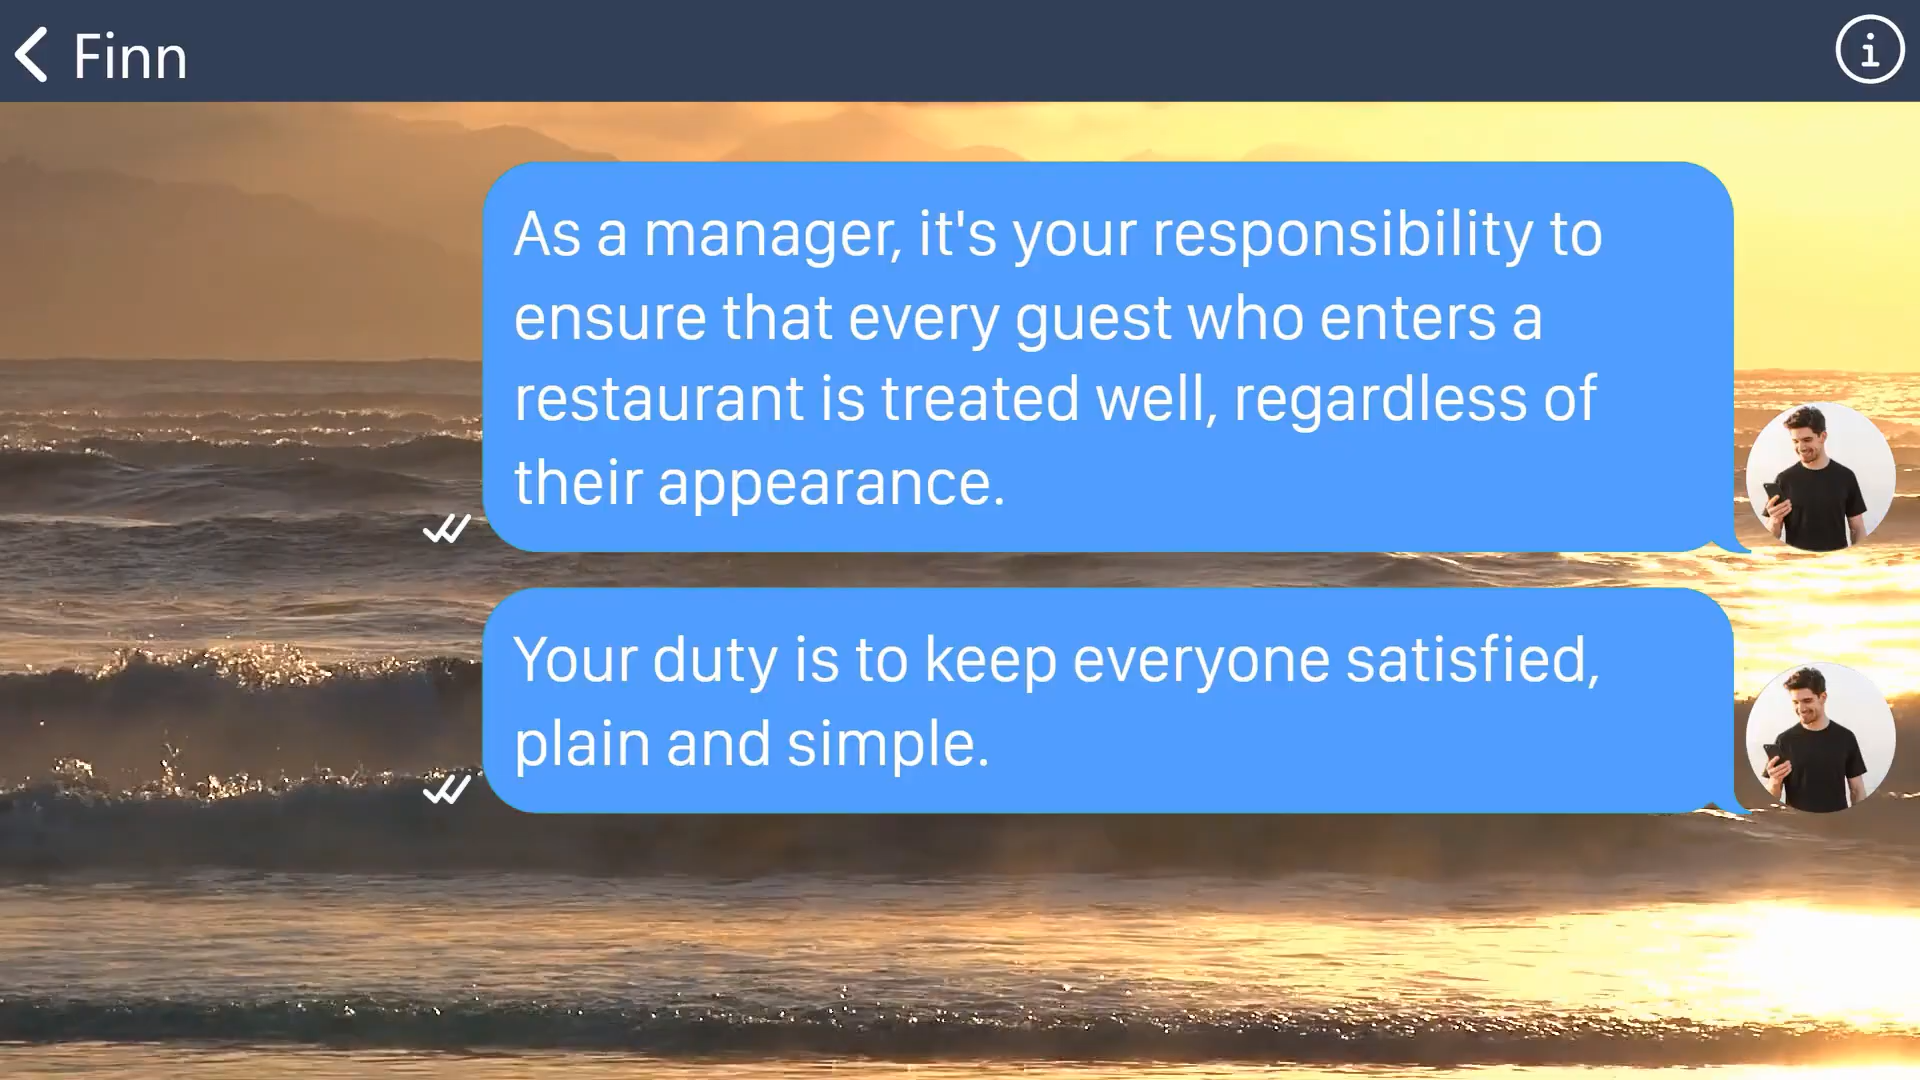 Finn
As a manager, it's your responsibility to
ensure that every guest who enters a
restaurant is treated well, regardless of
their appearance.
Your duty is to keep everyone satisfied,
plain and simple.